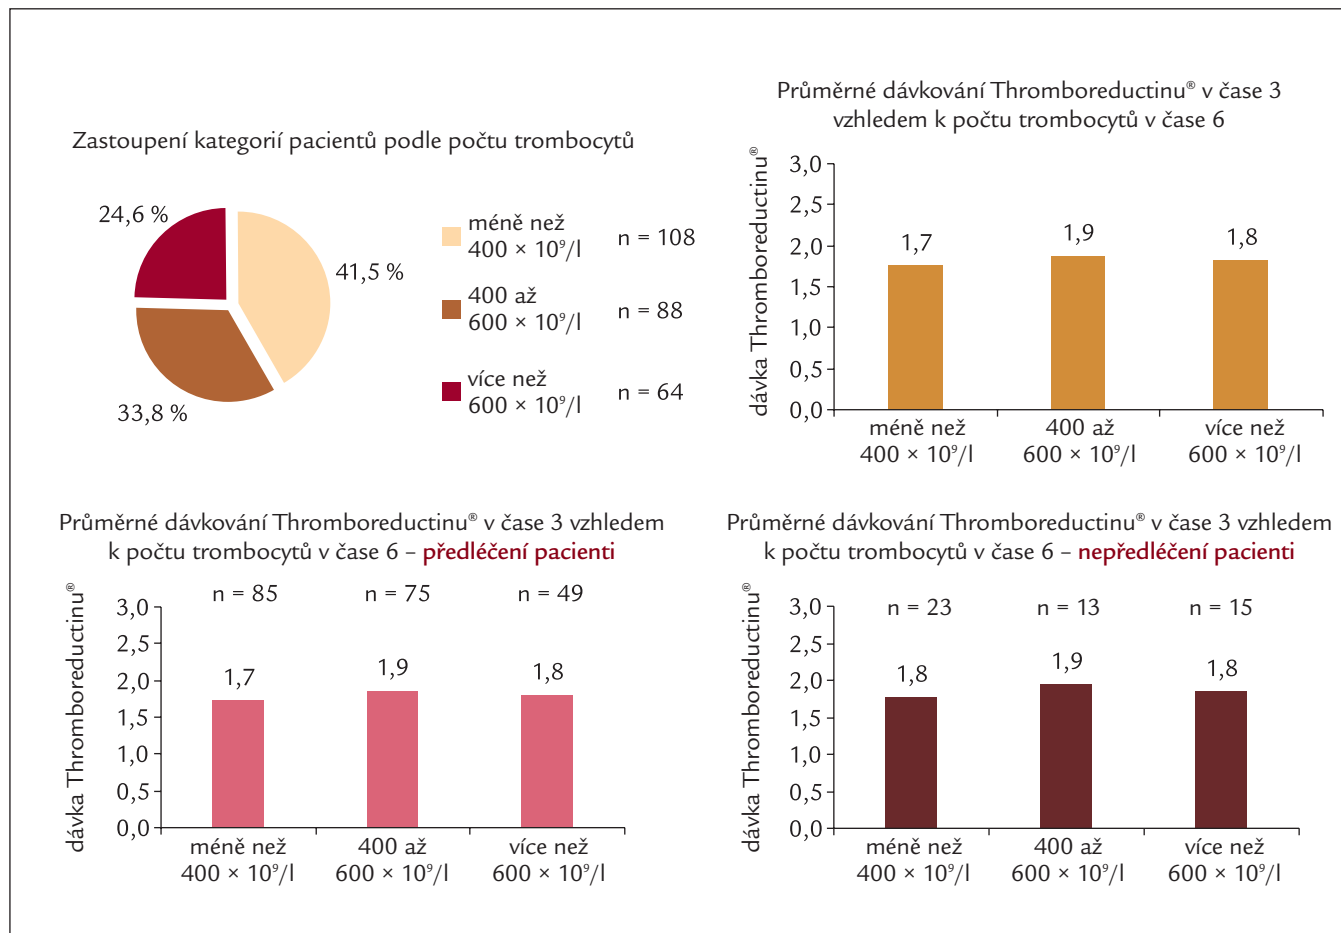 Zastoupení kategorií pacientů podle počtu trombocytů
24,6 %
41,5 %
33,8 %
méně než
400 × 10⁹/l
n = 108
400 až
600 × 10⁹/l
n = 88
více než
600 × 10⁹/l
n = 64
Průměrné dávkování Thromboreductinu® v čase 3
vzhledem k počtu trombocytů v čase 6
dávka Thromboreductinu®
3,0
2,5
2,0
1,5
1,0
0,5
0,0
1,7
1,9
1,8
méně než
400 × 10⁹/l
400 až
600 × 10⁹/l
více než
600 × 10⁹/l
Průměrné dávkování Thromboreductinu® v čase 3 vzhledem
k počtu trombocytů v čase 6 – předléčení pacienti
dávka Thromboreductinu®
3,0
2,5
2,0
1,5
1,0
0,5
0,0
n = 85
n = 75
n = 49
1,7
1,9
1,8
méně než
400 × 10⁹/l
400 až
600 × 10⁹/l
více než
600 × 10⁹/l
Průměrné dávkování Thromboreductinu® v čase 3 vzhledem
k počtu trombocytů v čase 6 – nepředléčení pacienti
dávka Thromboreductinu®
3,0
2,5
2,0
1,5
1,0
0,5
0,0
n = 23
n = 13
n = 15
1,8
1,9
1,8
méně než
400 × 10⁹/l
400 až
600 × 10⁹/l
více než
600 × 10⁹/l